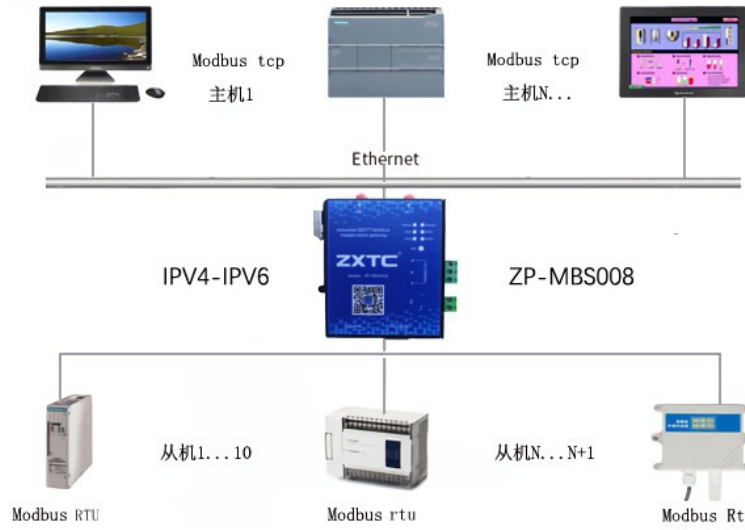 Modbus tcp
主机1
Modbus tcp
主机N...
Ethernet
IPV4-IPV6
ZXTC
ZP-MBS008
从机1...10
从机N...N+1
Modbus RTU
Modbus rtu
Modbus Rt